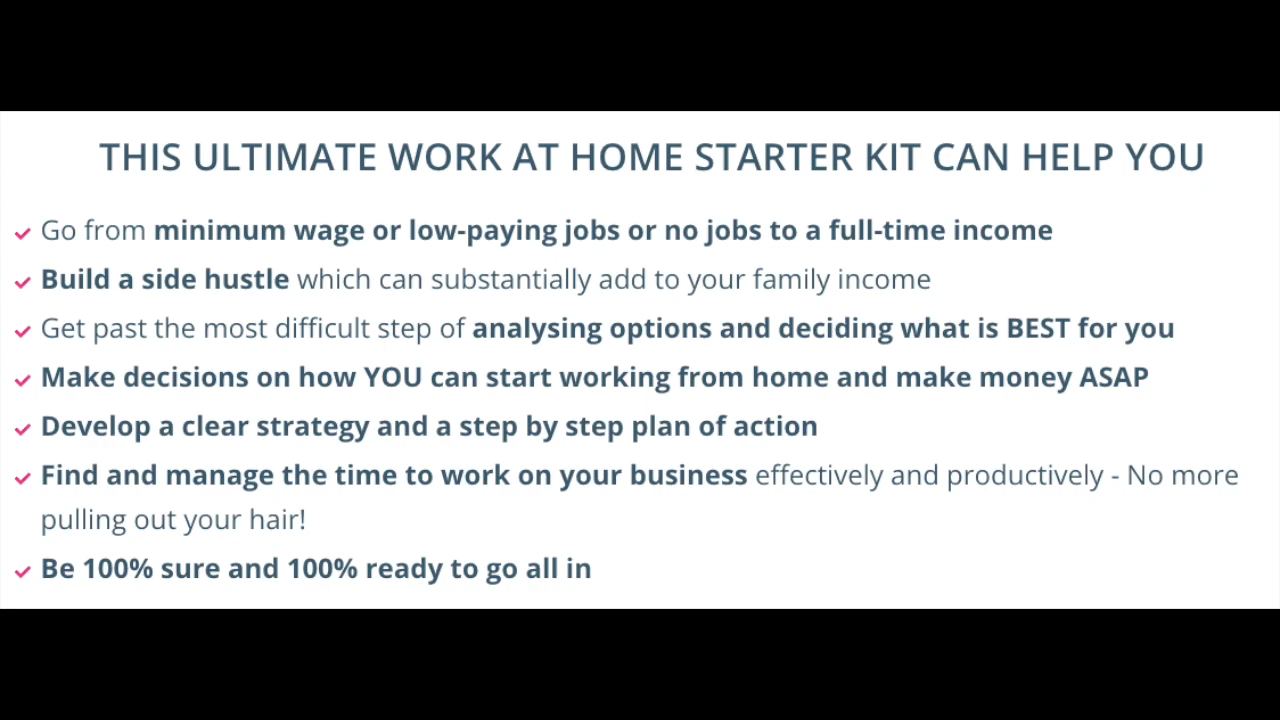 THIS ULTIMATE WORK AT HOME STARTER KIT CAN HELP YOU
Go from minimum wage or low-paying jobs or no jobs to a full-time income
Build a side hustle which can substantially add to your family income
Get past the most difficult step of analysing options and deciding what is BEST for you
Make decisions on how YOU can start working from home and make money ASAP
Develop a clear strategy and a step by step plan of action
Find and manage the time to work on your business effectively and productively - No more
pulling out your hair!
Be 100% sure and 100% ready to go all in